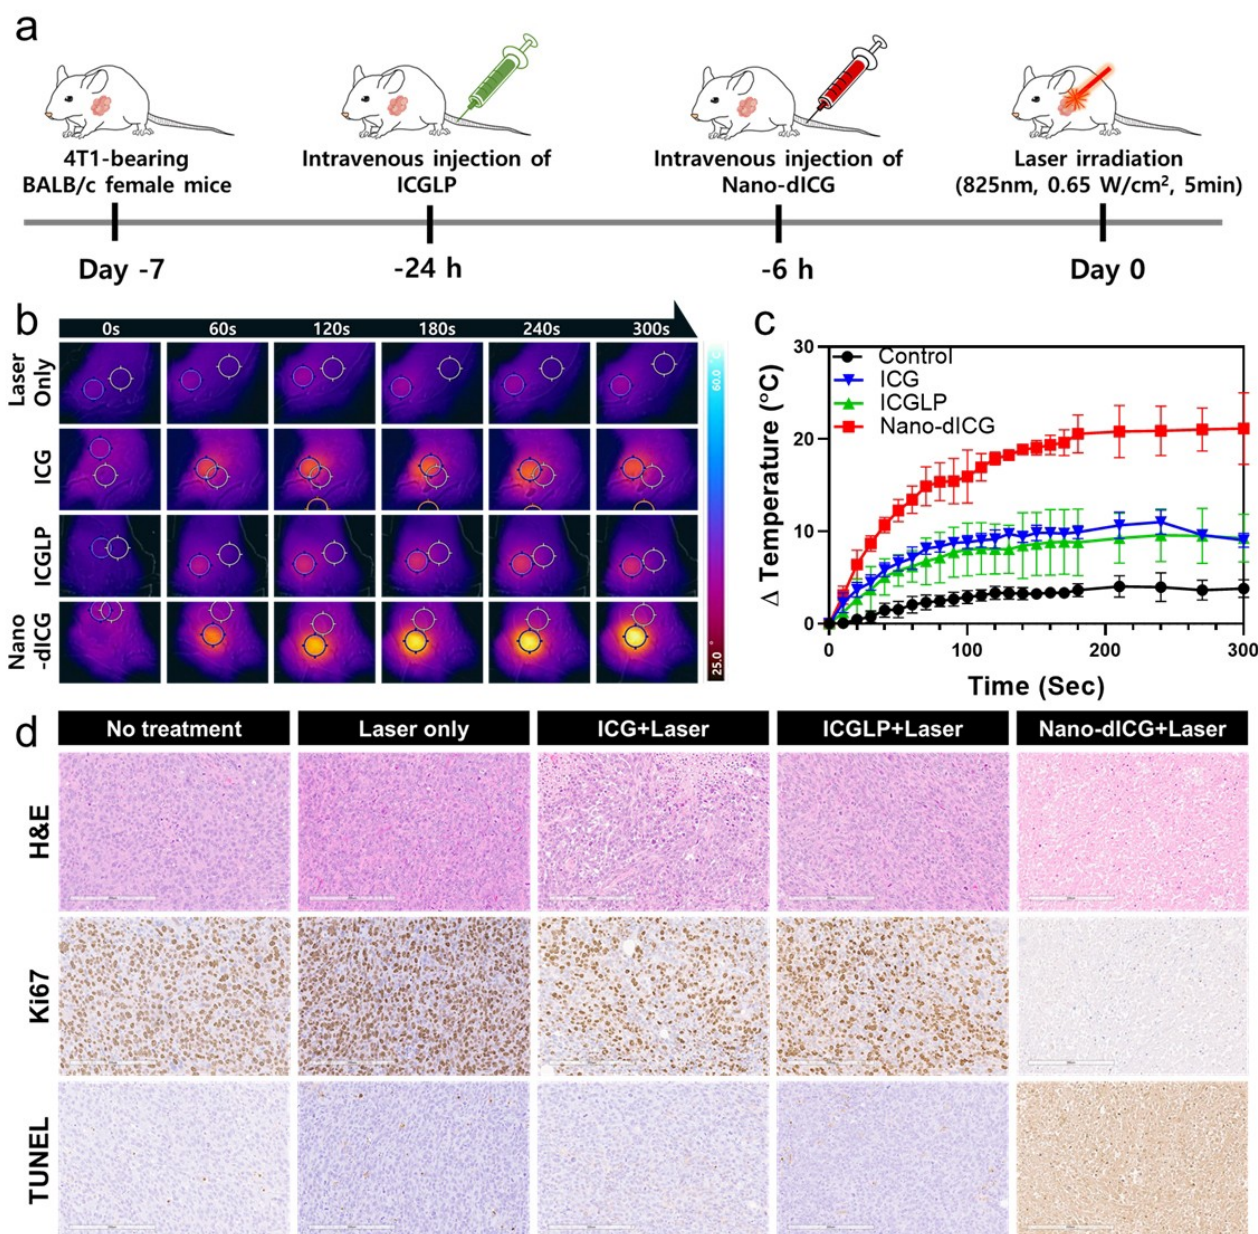 a
4T1-bearing
BALB/c female mice
Intravenous injection of
ICGLP
Intravenous injection of
Nano-dICG
Laser irradiation
(825nm, 0.65 W/cm², 5min)
Day -7
-24 h
-6 h
Day 0
b
0s 60s 120s 180s 240s 300s
Laser
Only
ICG
ICGLP
Nano
-dICG
60.0 °C
25.0 °
c
Control
ICG
ICGLP
Nano-dICG
Δ Temperature (°C)
30
20
10
0
0 100 200 300
Time (Sec)
d
No treatment Laser only ICG+Laser ICGLP+Laser Nano-dICG+Laser
H&E
Ki67
TUNEL